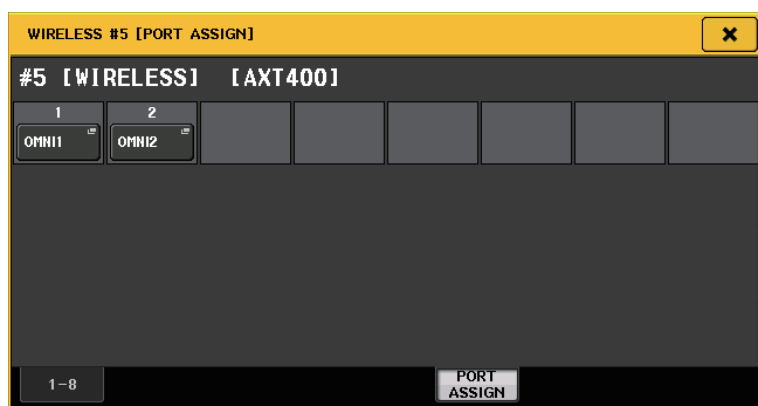 WIRELESS #5 [PORT ASSIGN]
#5 [WIRELESS] [AXT400]
1 2
OMNI1 OMNI2
1-8
PORT
ASSIGN